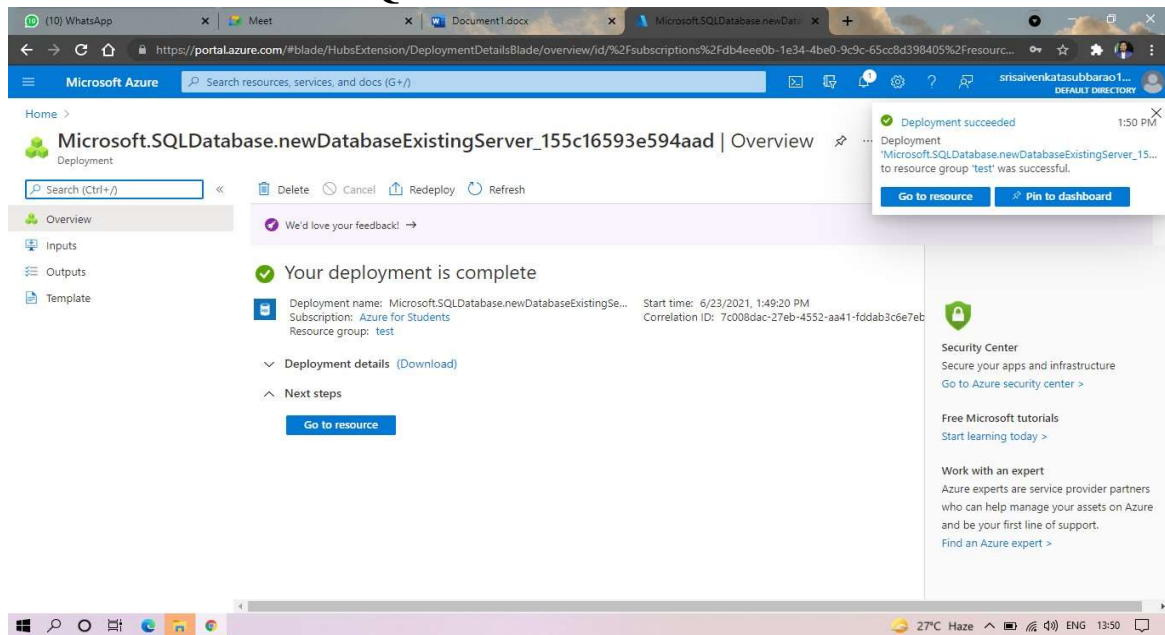 Q
(10) WhatsApp
Meet
Document1.docx
Microsoft.SQLDatabase.newData
https://portal.azure.com/#blade/HubsExtension/DeploymentDetailsBlade/overview/id/%2Fsubscriptions%2Fdb4eee0b-1e34-4be0-9c9c-65cc8d398405%2Fresourc...
Microsoft Azure
Search resources, services, and docs (G+/)
1
srisaivenkatasubbarao1...
DEFAULT DIRECTORY
Home >
Microsoft.SQLDatabase.newDatabaseExistingServer_155c16593e594aad | Overview ...
Deployment
Deployment succeeded 1:50 PM
Deployment
'Microsoft.SQLDatabase.newDatabaseExistingServer_15...
to resource group 'test' was successful.
Go to resource
Pin to dashboard
Search (Ctrl+/)
«
Delete Cancel Redeploy Refresh
Overview
Inputs
Outputs
Template
We'd love your feedback! →
Your deployment is complete
Deployment name: Microsoft.SQLDatabase.newDatabaseExistingSe...
Subscription: Azure for Students
Resource group: test
Start time: 6/23/2021, 1:49:20 PM
Correlation ID: 7c008dac-27eb-4552-aa41-fddab3c6e7eb
Deployment details (Download)
Next steps
Go to resource
Security Center
Secure your apps and infrastructure
Go to Azure security center >
Free Microsoft tutorials
Start learning today >
Work with an expert
Azure experts are service provider partners
who can help manage your assets on Azure
and be your first line of support.
Find an Azure expert >
27°C Haze ENG 13:50